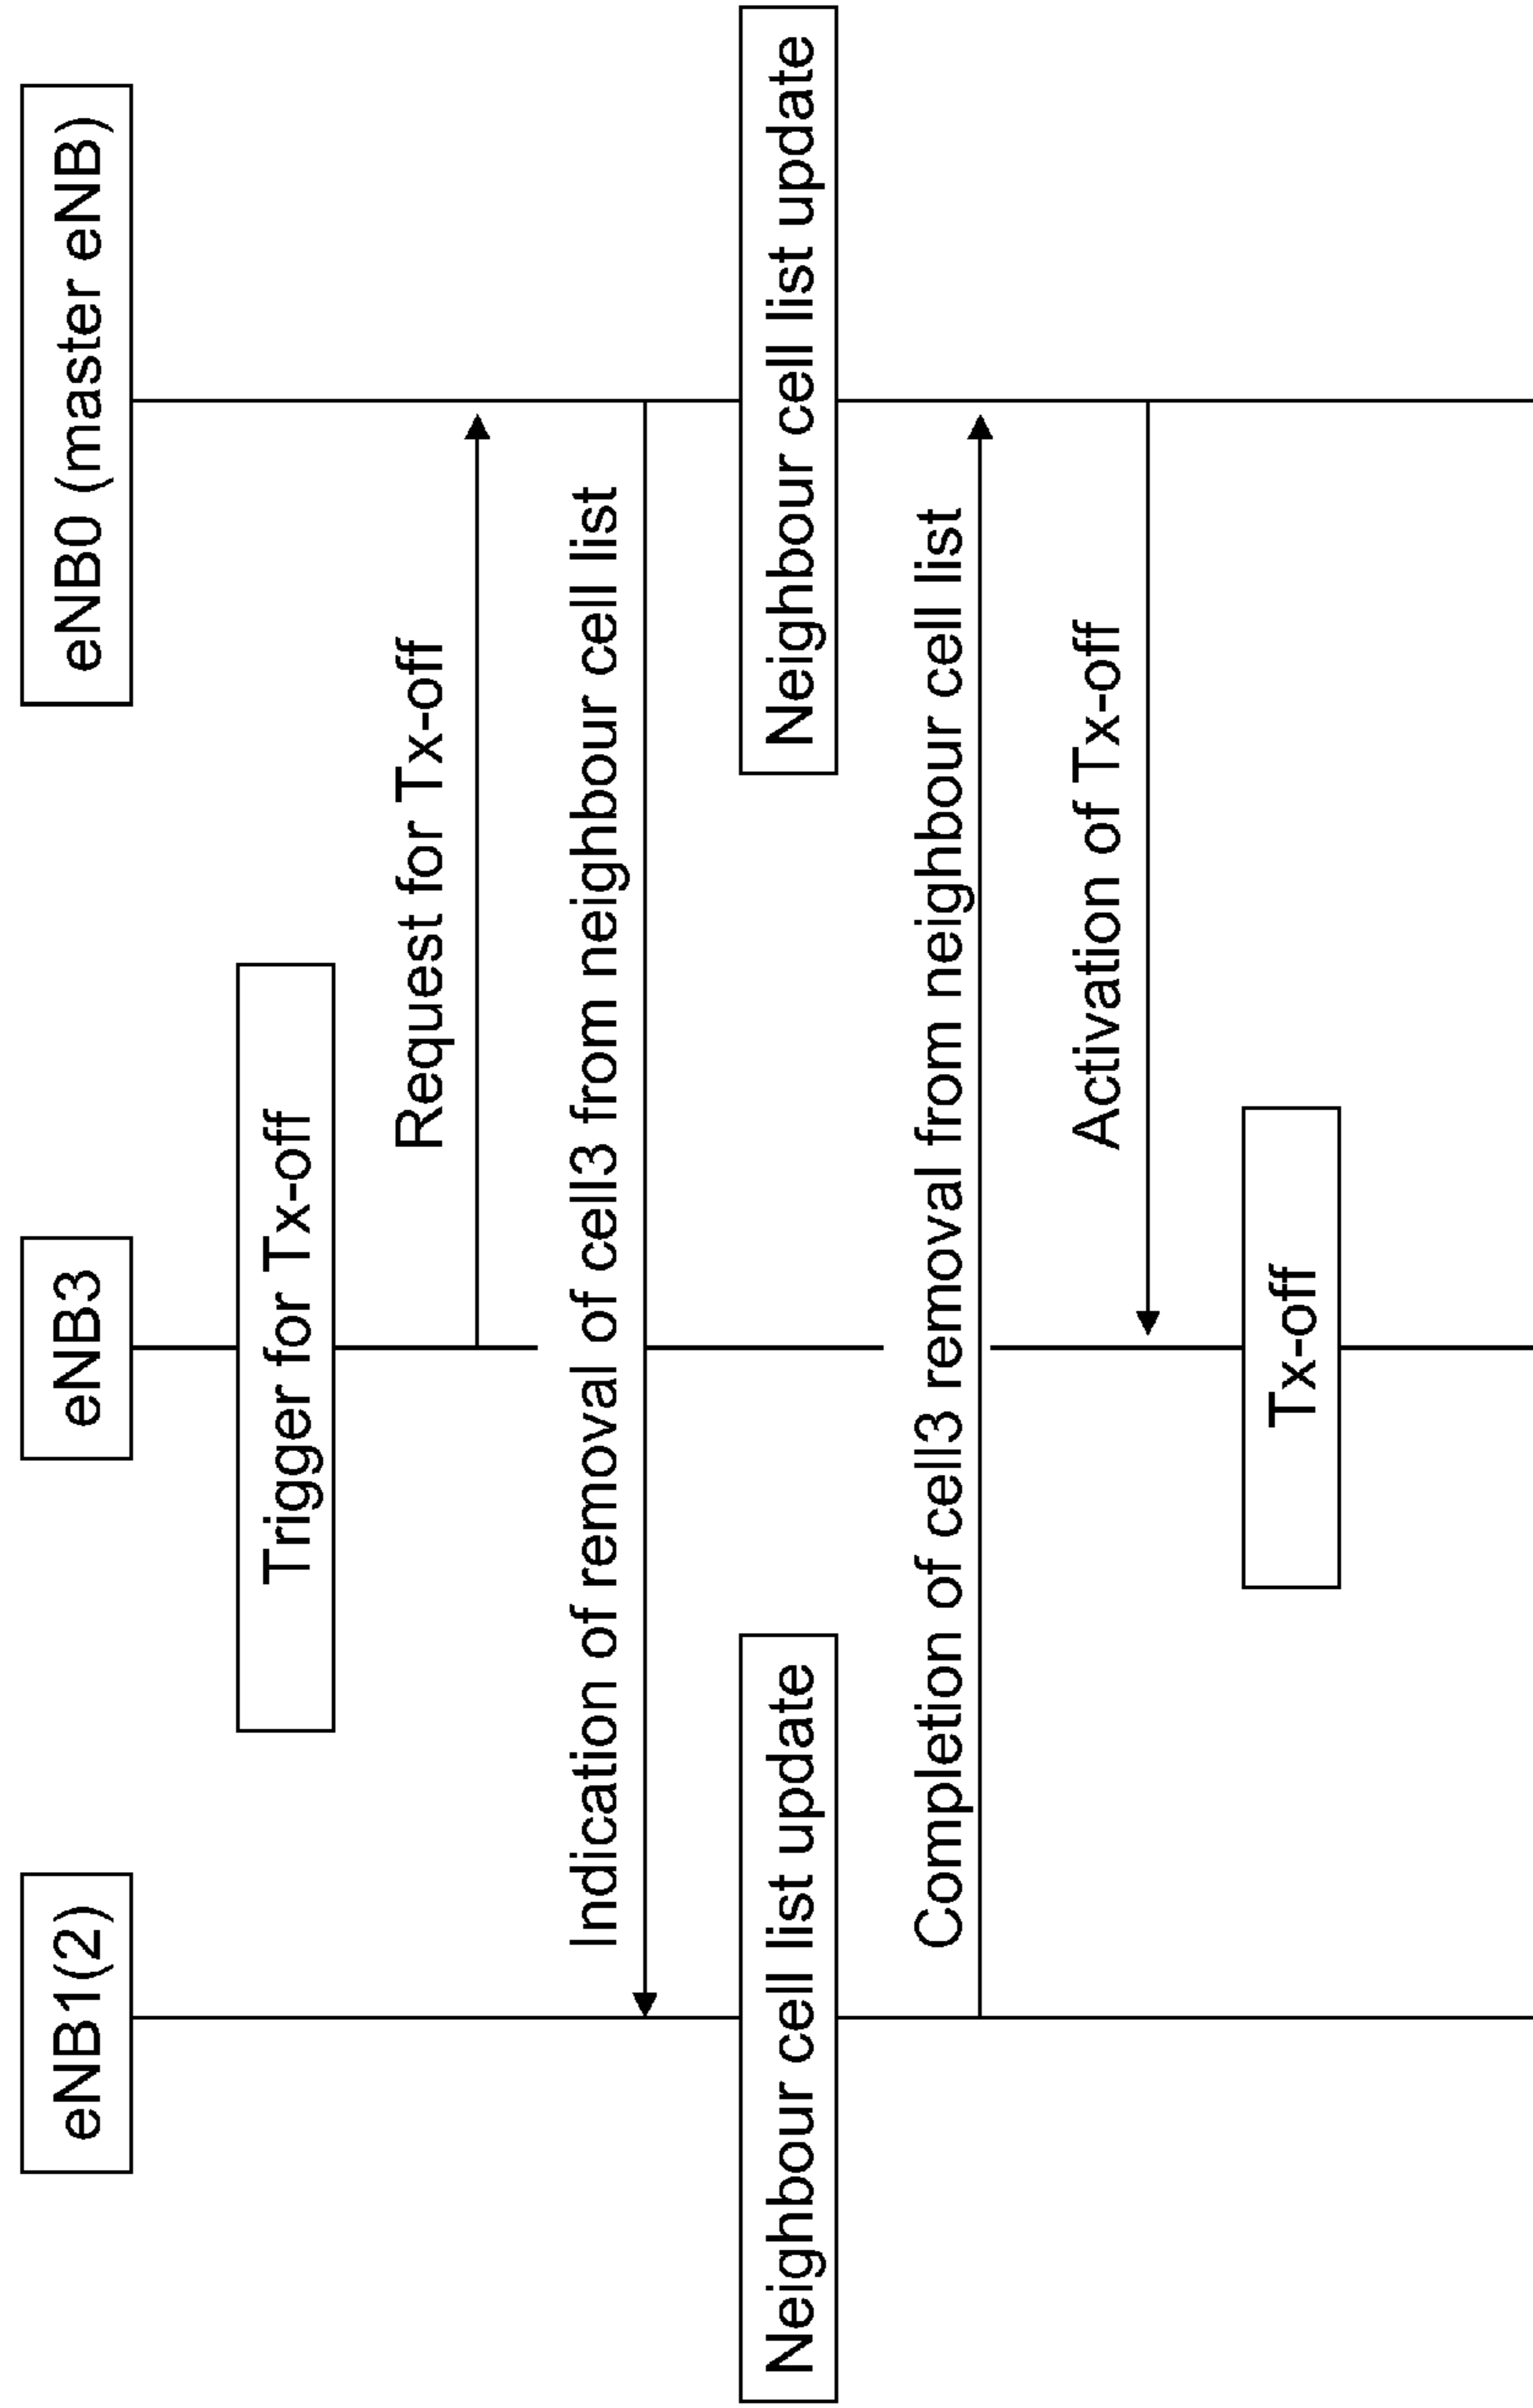 eNB1(2)
eNB3
eNB0 (master eNB)
Trigger for Tx-off
Request for Tx-off
Indication of removal of cell3 from neighbour cell list
Neighbour cell list update
Neighbour cell list update
Completion of cell3 removal from neighbour cell list
Activation of Tx-off
Tx-off